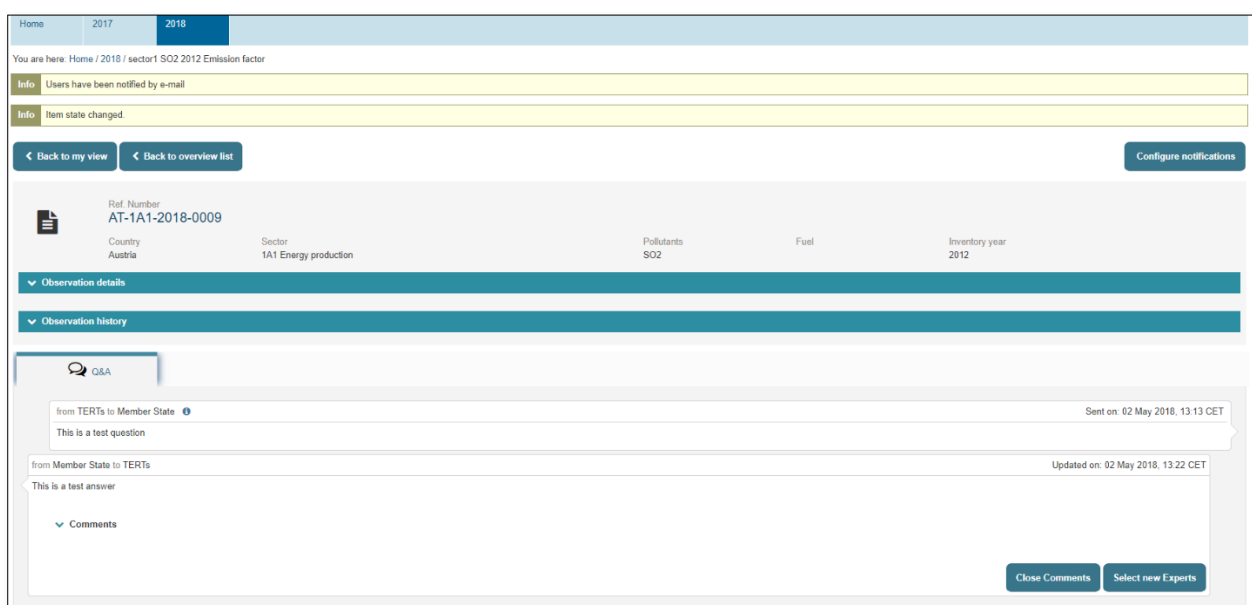 Home 2017 2018
You are here: Home / 2018 / sector1 SO2 2012 Emission factor
Info Users have been notified by e-mail
Info Item state changed.
Back to my view Back to overview list Configure notifications
Ref. Number
AT-1A1-2018-0009
Country Sector Pollutants Fuel Inventory year
Austria 1A1 Energy production SO2 2012
Observation details
Observation history
Q&A
from TERTs to Member State Sent on: 02 May 2018, 13:13 CET
This is a test question
from Member State to TERTs Updated on: 02 May 2018, 13:22 CET
This is a test answer
Comments
Close Comments Select new Experts